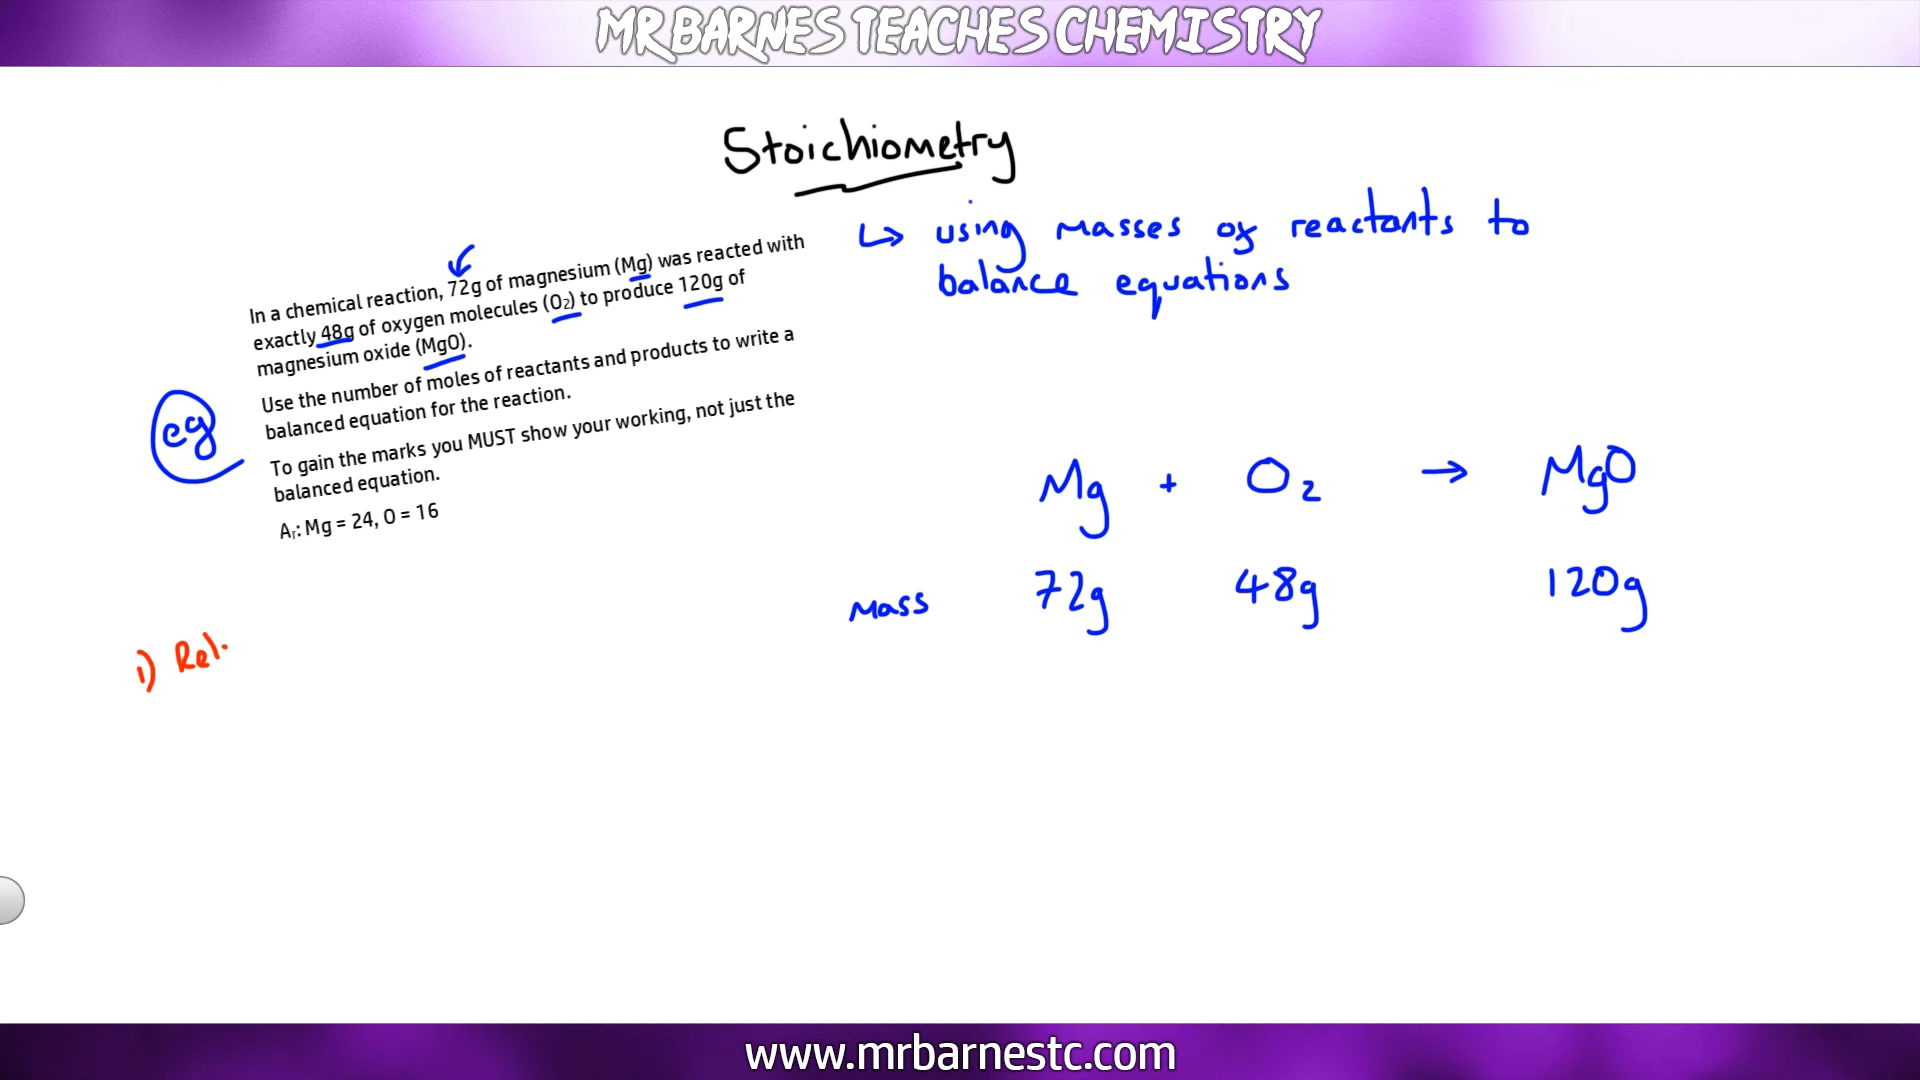 MR BARNES TEACHES CHEMISTRY
Stoichiometry
↳ using masses of reactants to
balance equations
In a chemical reaction, 72g of magnesium (Mg) was reacted with
exactly 48g of oxygen molecules (O₂) to produce 120g of
magnesium oxide (MgO).
Use the number of moles of reactants and products to write a
balanced equation for the reaction.
To gain the marks you MUST show your working, not just the
balanced equation.
Aᵣ: Mg = 24, O = 16
eg
Mg + O₂ → MgO
Mass 72g 48g 120g
1) Rel.
www.mrbarnestc.com